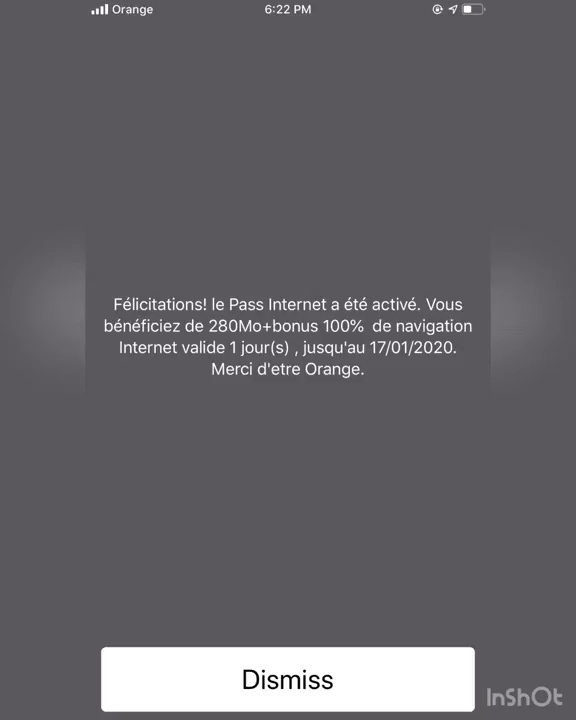 Orange
6:22 PM
Félicitations! le Pass Internet a été activé. Vous
bénéficiez de 280Mo+bonus 100%  de navigation
Internet valide 1 jour(s) , jusqu'au 17/01/2020.
Merci d'etre Orange.
Dismiss
InShOt